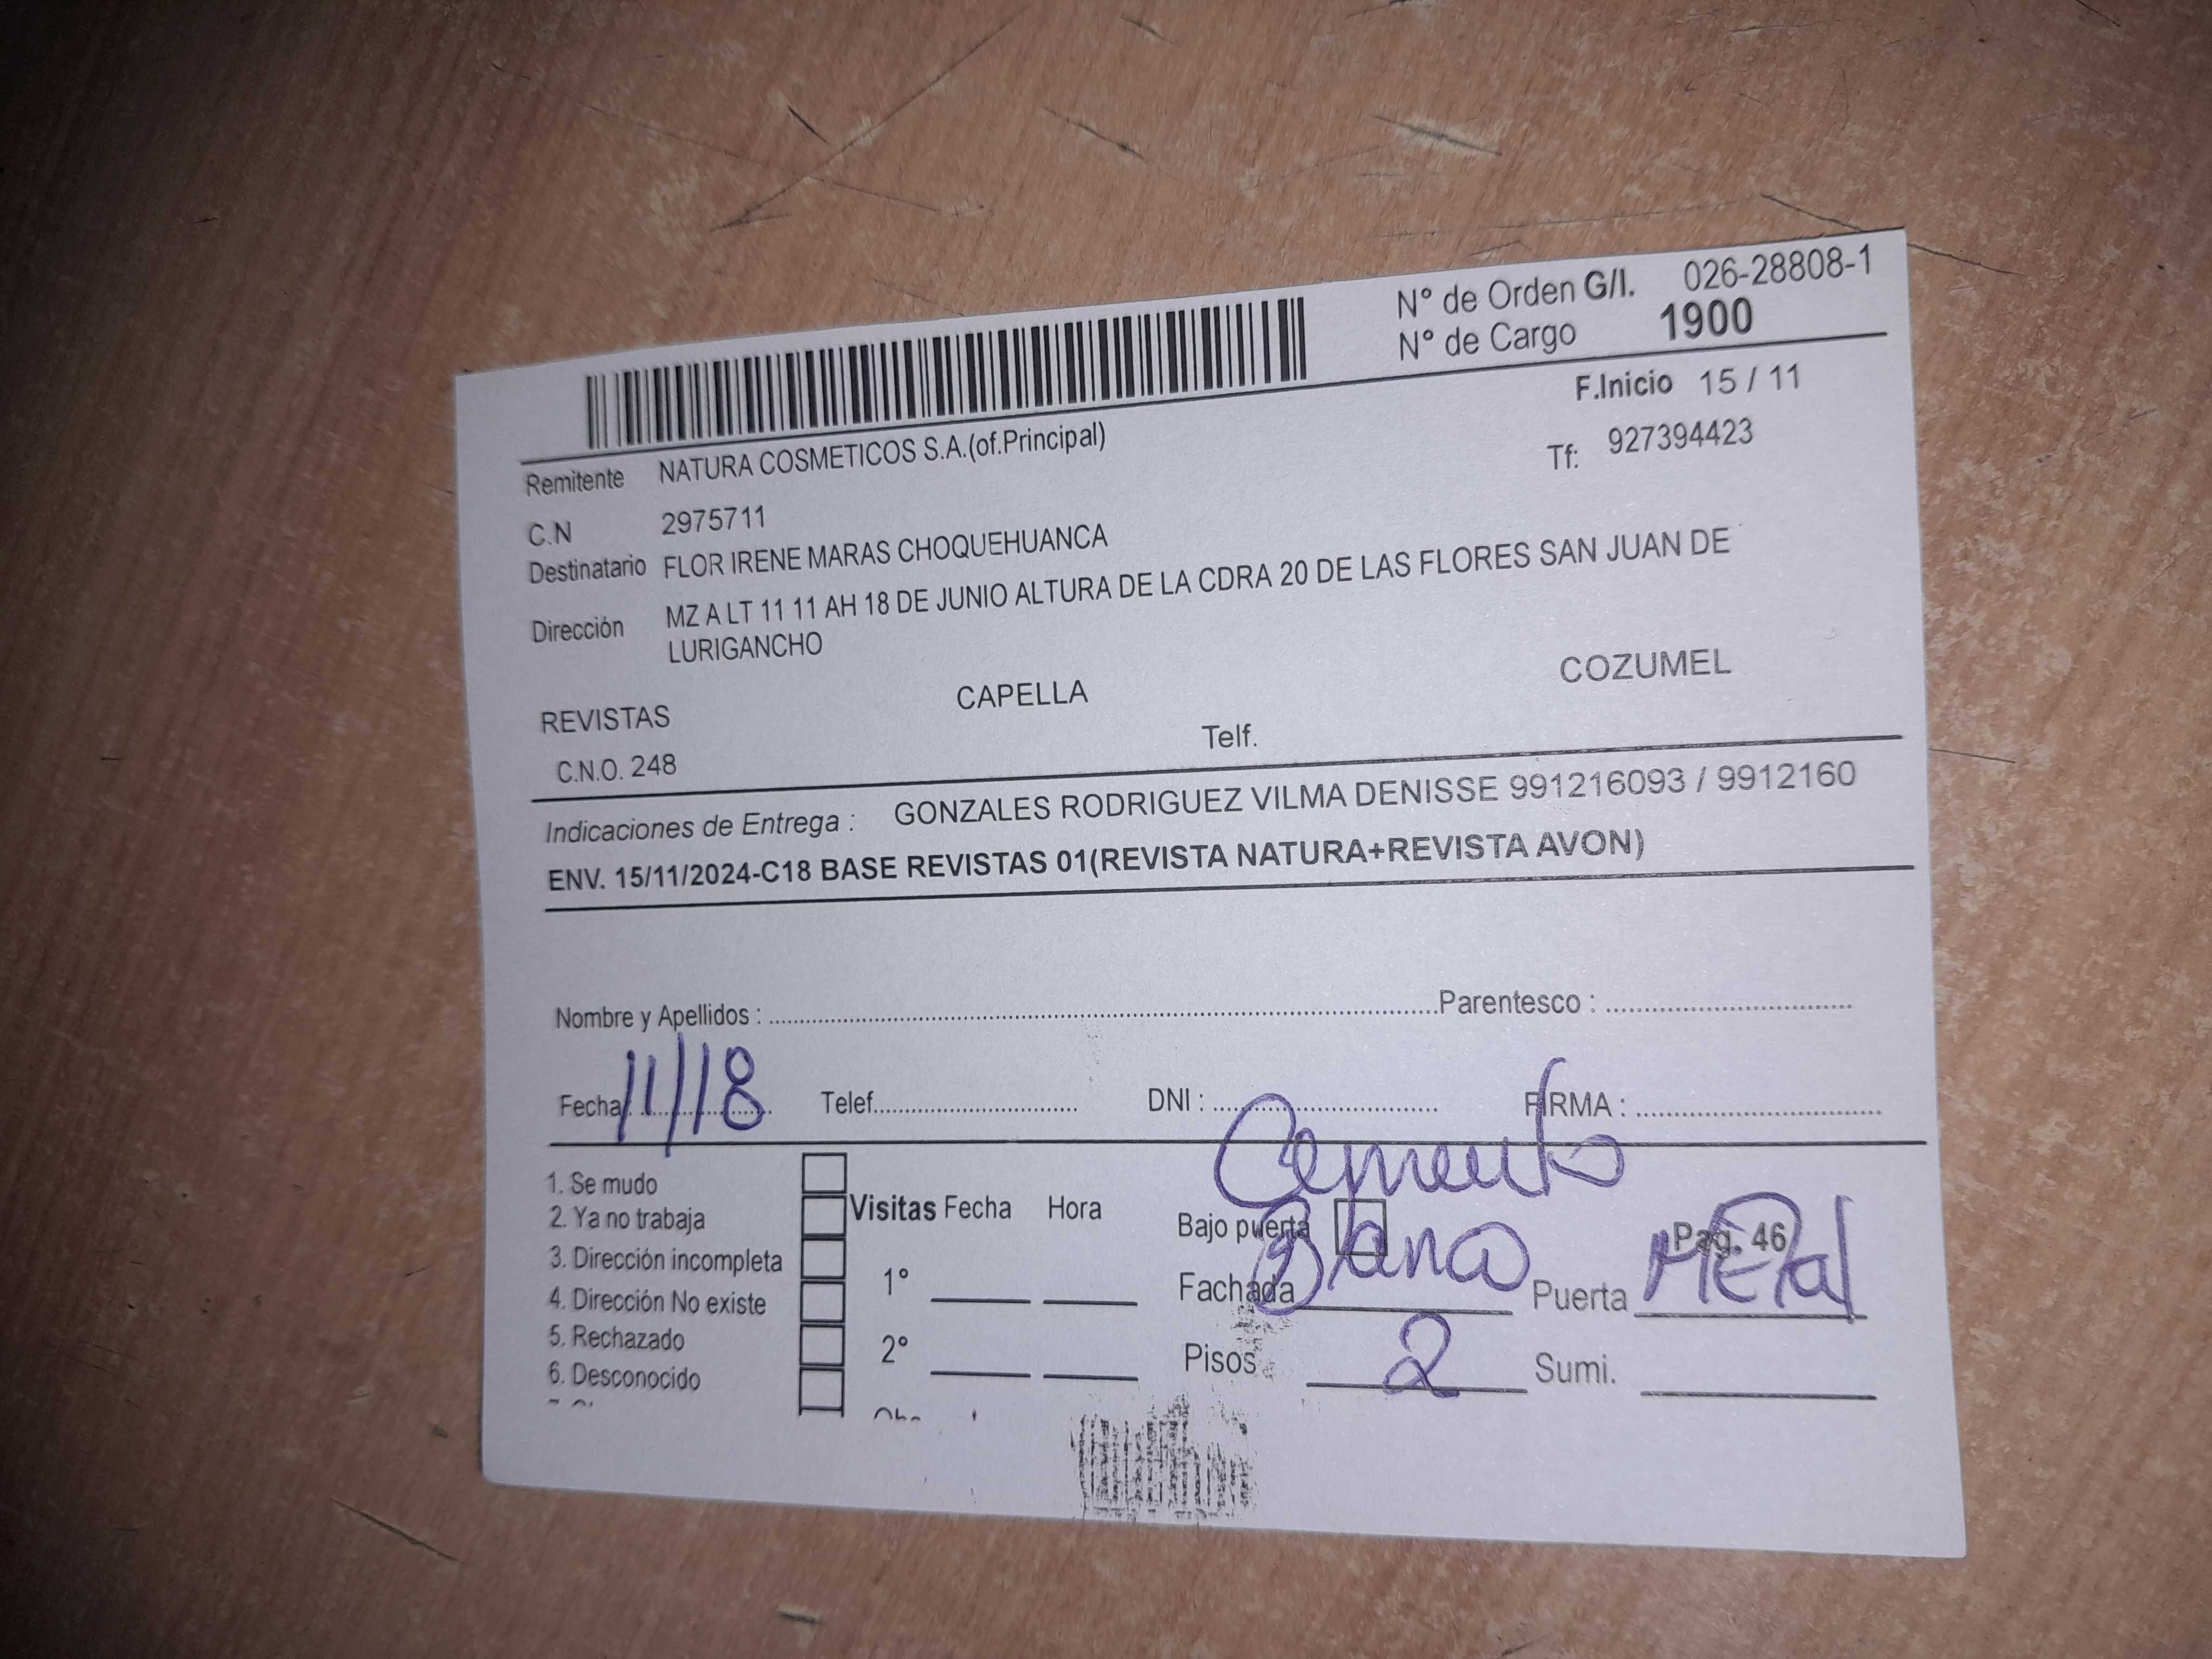 N° de Orden G/I. 026-28808-1
N° de Cargo 1900
F.Inicio 15 / 11
Remitente NATURA COSMETICOS S.A.(of.Principal)
Tf: 927394423
C.N 2975711
Destinatario FLOR IRENE MARAS CHOQUEHUANCA
Dirección MZ A LT 11 11 AH 18 DE JUNIO ALTURA DE LA CDRA 20 DE LAS FLORES SAN JUAN DE
LURIGANCHO
REVISTAS CAPELLA COZUMEL
C.N.O. 248 Telf.
Indicaciones de Entrega : GONZALES RODRIGUEZ VILMA DENISSE 991216093 / 9912160
ENV. 15/11/2024-C18 BASE REVISTAS 01(REVISTA NATURA+REVISTA AVON)
Nombre y Apellidos : Parentesco :
Fecha 11/18 Telef. DNI : FIRMA :
Cemento
1. Se mudo
2. Ya no trabaja
3. Dirección incompleta
4. Dirección No existe
5. Rechazado
6. Desconocido
Visitas Fecha Hora
1°
2°
Bajo puerta Pag. 46
Fachada Blanco Puerta Metal
Pisos 2 Sumi.